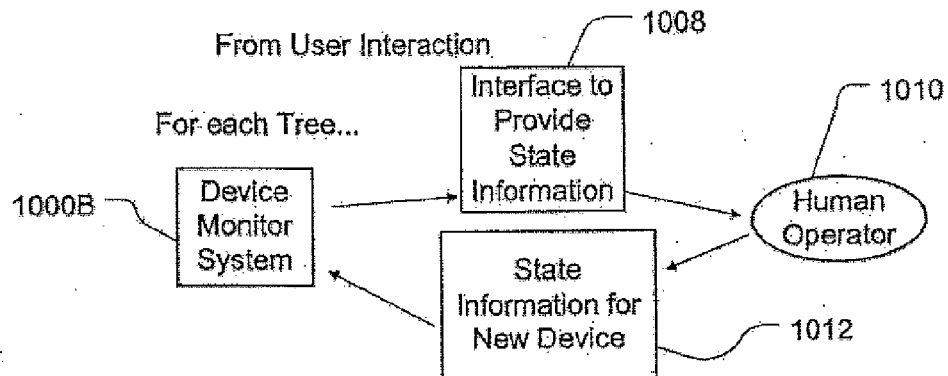 1008
From User Interaction
Interface to
Provide
State
Information
1010
For each Tree...
Human
Operator
1000B
Device
Monitor
System
State
Information for
New Device
1012